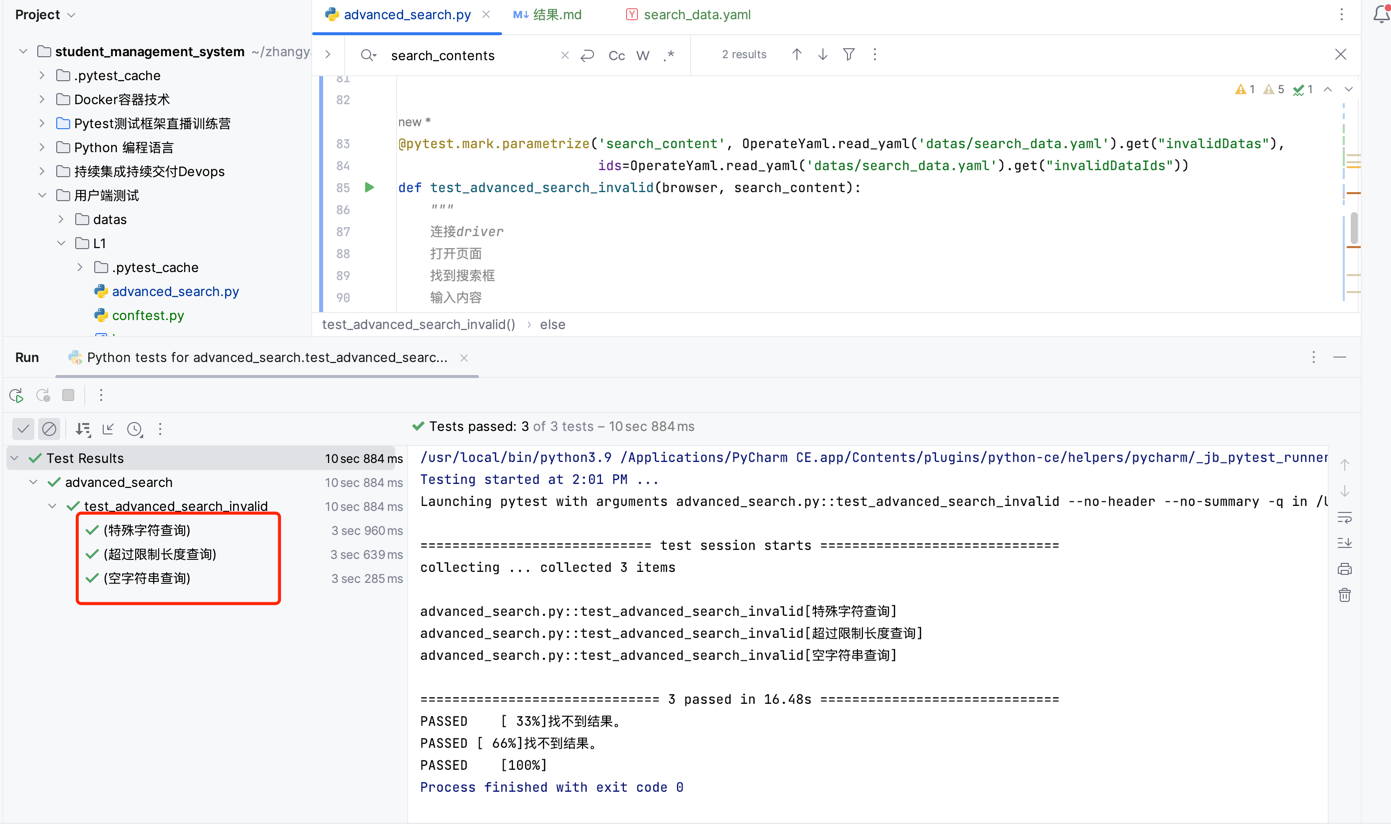 Project
advanced_search.py
M↓ 结果.md
search_data.yaml
student_management_system ~/zhangy
.pytest_cache
Docker容器技术
Pytest测试框架直播训练营
Python 编程语言
持续集成持续交付Devops
用户端测试
datas
L1
.pytest_cache
advanced_search.py
conftest.py
search_contents
Cc W .*
2 results
1 5 1
81
82
new *
83 @pytest.mark.parametrize('search_content', OperateYaml.read_yaml('datas/search_data.yaml').get("invalidDatas"),
84 ids=OperateYaml.read_yaml('datas/search_data.yaml').get("invalidDataIds"))
85 def test_advanced_search_invalid(browser, search_content):
86 """
87 连接driver
88 打开页面
89 找到搜索框
90 输入内容
test_advanced_search_invalid() › else
Run
Python tests for advanced_search.test_advanced_searc...
Tests passed: 3 of 3 tests – 10 sec 884 ms
Test Results 10 sec 884 ms
advanced_search 10 sec 884 ms
test_advanced_search_invalid 10 sec 884 ms
(特殊字符查询) 3 sec 960 ms
(超过限制长度查询) 3 sec 639 ms
(空字符串查询) 3 sec 285 ms
/usr/local/bin/python3.9 /Applications/PyCharm CE.app/Contents/plugins/python-ce/helpers/pycharm/_jb_pytest_runner
Testing started at 2:01 PM ...
Launching pytest with arguments advanced_search.py::test_advanced_search_invalid --no-header --no-summary -q in /
============================= test session starts ==============================
collecting ... collected 3 items
advanced_search.py::test_advanced_search_invalid[特殊字符查询]
advanced_search.py::test_advanced_search_invalid[超过限制长度查询]
advanced_search.py::test_advanced_search_invalid[空字符串查询]
============================== 3 passed in 16.48s ==============================
PASSED [ 33%]找不到结果。
PASSED [ 66%]找不到结果。
PASSED [100%]
Process finished with exit code 0